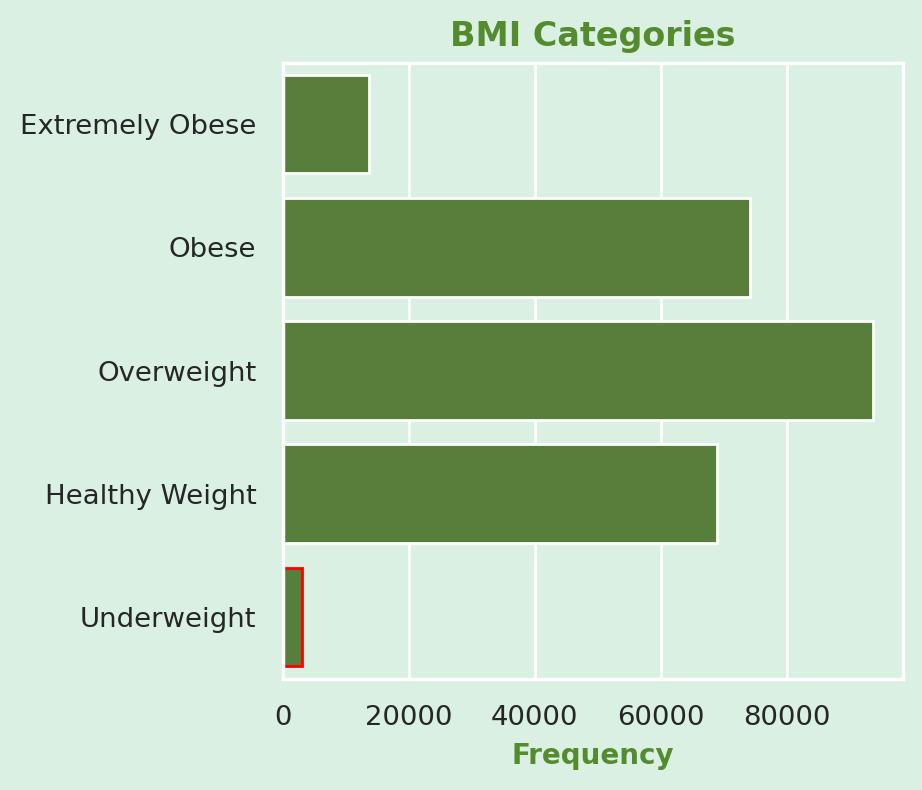 BMI Categories
Extremely Obese
Obese
Overweight
Healthy Weight
Underweight
0 20000 40000 60000 80000
Frequency